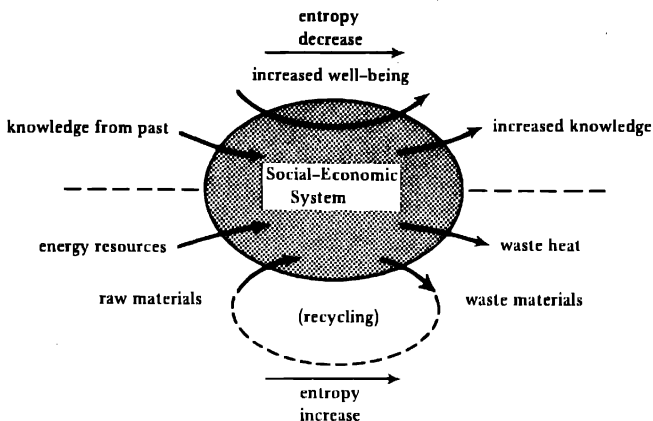 entropy
decrease
increased well-being
knowledge from past
increased knowledge
Social-Economic
System
energy resources
waste heat
raw materials
(recycling)
waste materials
entropy
increase